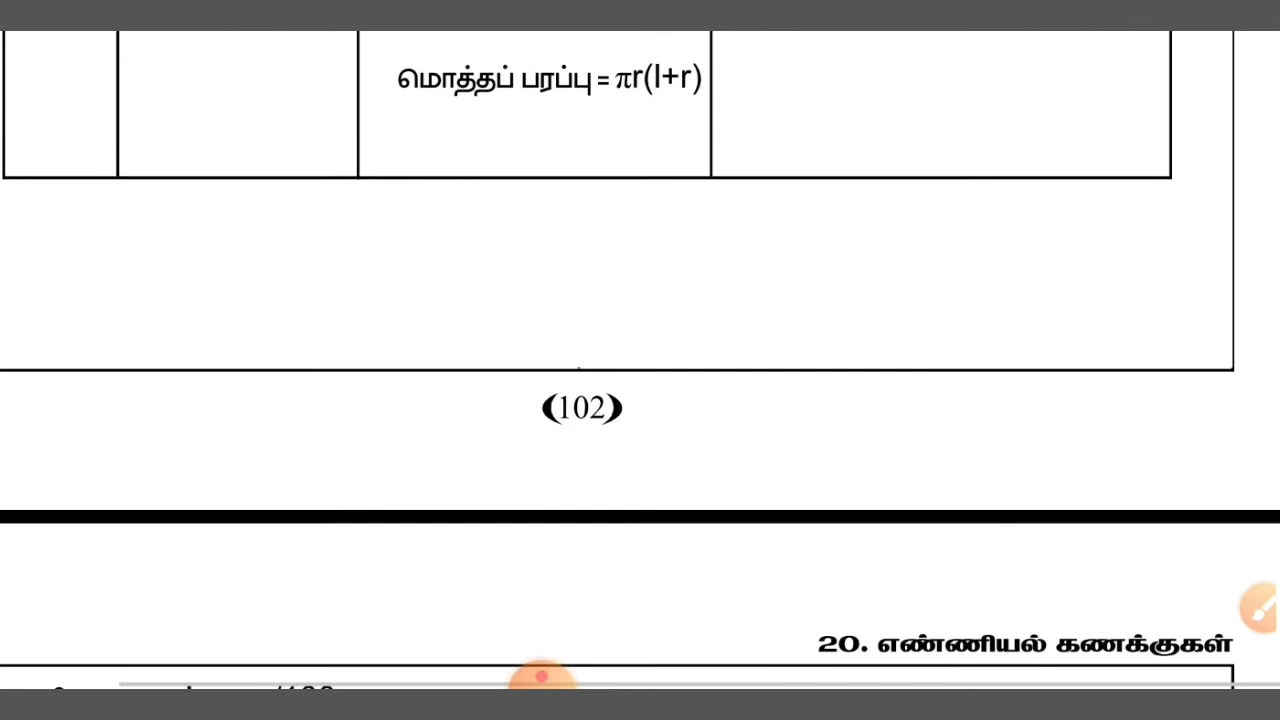 மொத்தப் பரப்பு = πr(l+r)
(102)
20. எண்ணியல் கணக்குகள்